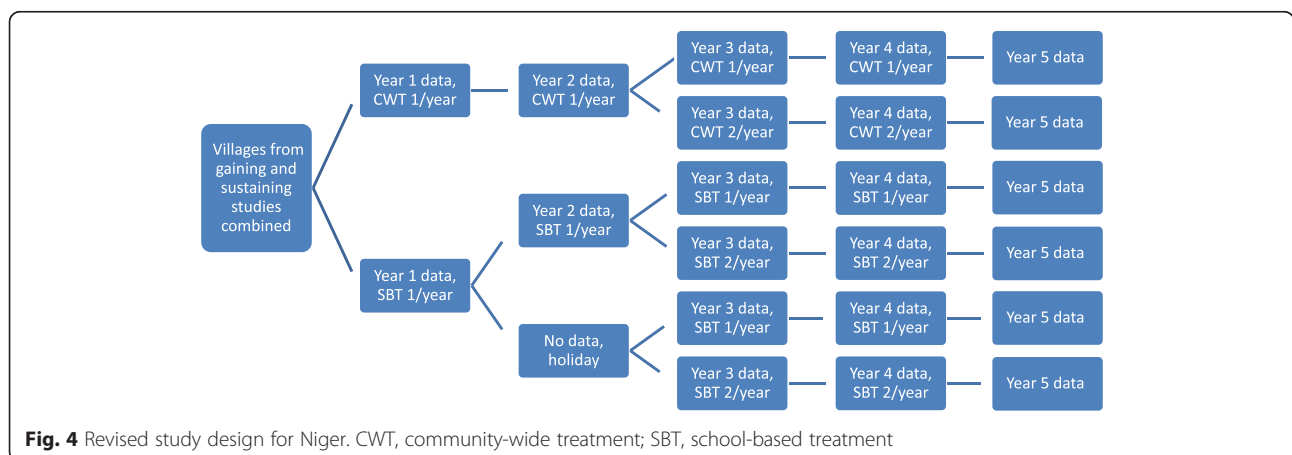 Villages from
gaining and
sustaining
studies
combined
Year 1 data,
CWT 1/year
Year 2 data,
CWT 1/year
Year 3 data,
CWT 1/year
Year 4 data,
CWT 1/year
Year 5 data
Year 3 data,
CWT 2/year
Year 4 data,
CWT 2/year
Year 5 data
Year 1 data,
SBT 1/year
Year 2 data,
SBT 1/year
Year 3 data,
SBT 1/year
Year 4 data,
SBT 1/year
Year 5 data
Year 3 data,
SBT 2/year
Year 4 data,
SBT 2/year
Year 5 data
No data,
holiday
Year 3 data,
SBT 1/year
Year 4 data,
SBT 1/year
Year 5 data
Year 3 data,
SBT 2/year
Year 4 data,
SBT 2/year
Year 5 data
Fig. 4 Revised study design for Niger. CWT, community-wide treatment; SBT, school-based treatment